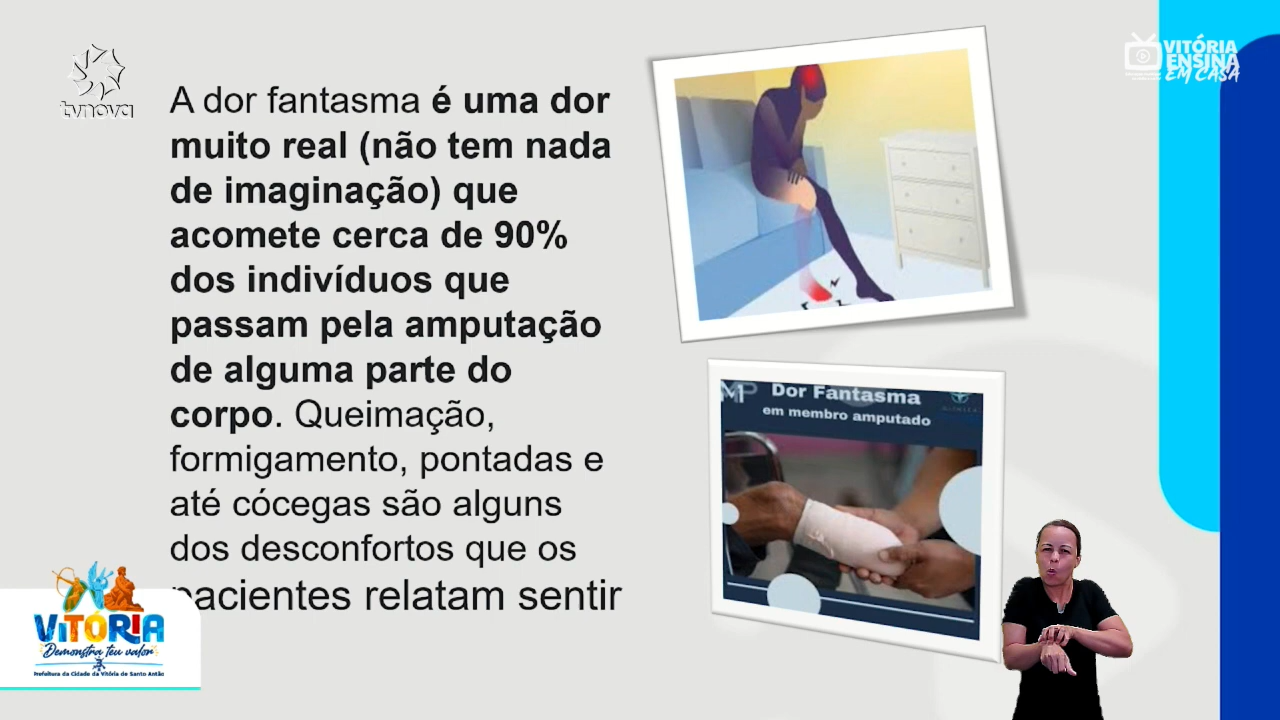 tvnova
VITÓRIA
ENSINA
EM CASA
A dor fantasma é uma dor
muito real (não tem nada
de imaginação) que
acomete cerca de 90%
dos indivíduos que
passam pela amputação
de alguma parte do
corpo. Queimação,
formigamento, pontadas e
até cócegas são alguns
dos desconfortos que os
pacientes relatam sentir
Dor Fantasma
em membro amputado
VITÓRIA
Demonstra teu valor
Prefeitura da Cidade da Vitória de Santo Antão